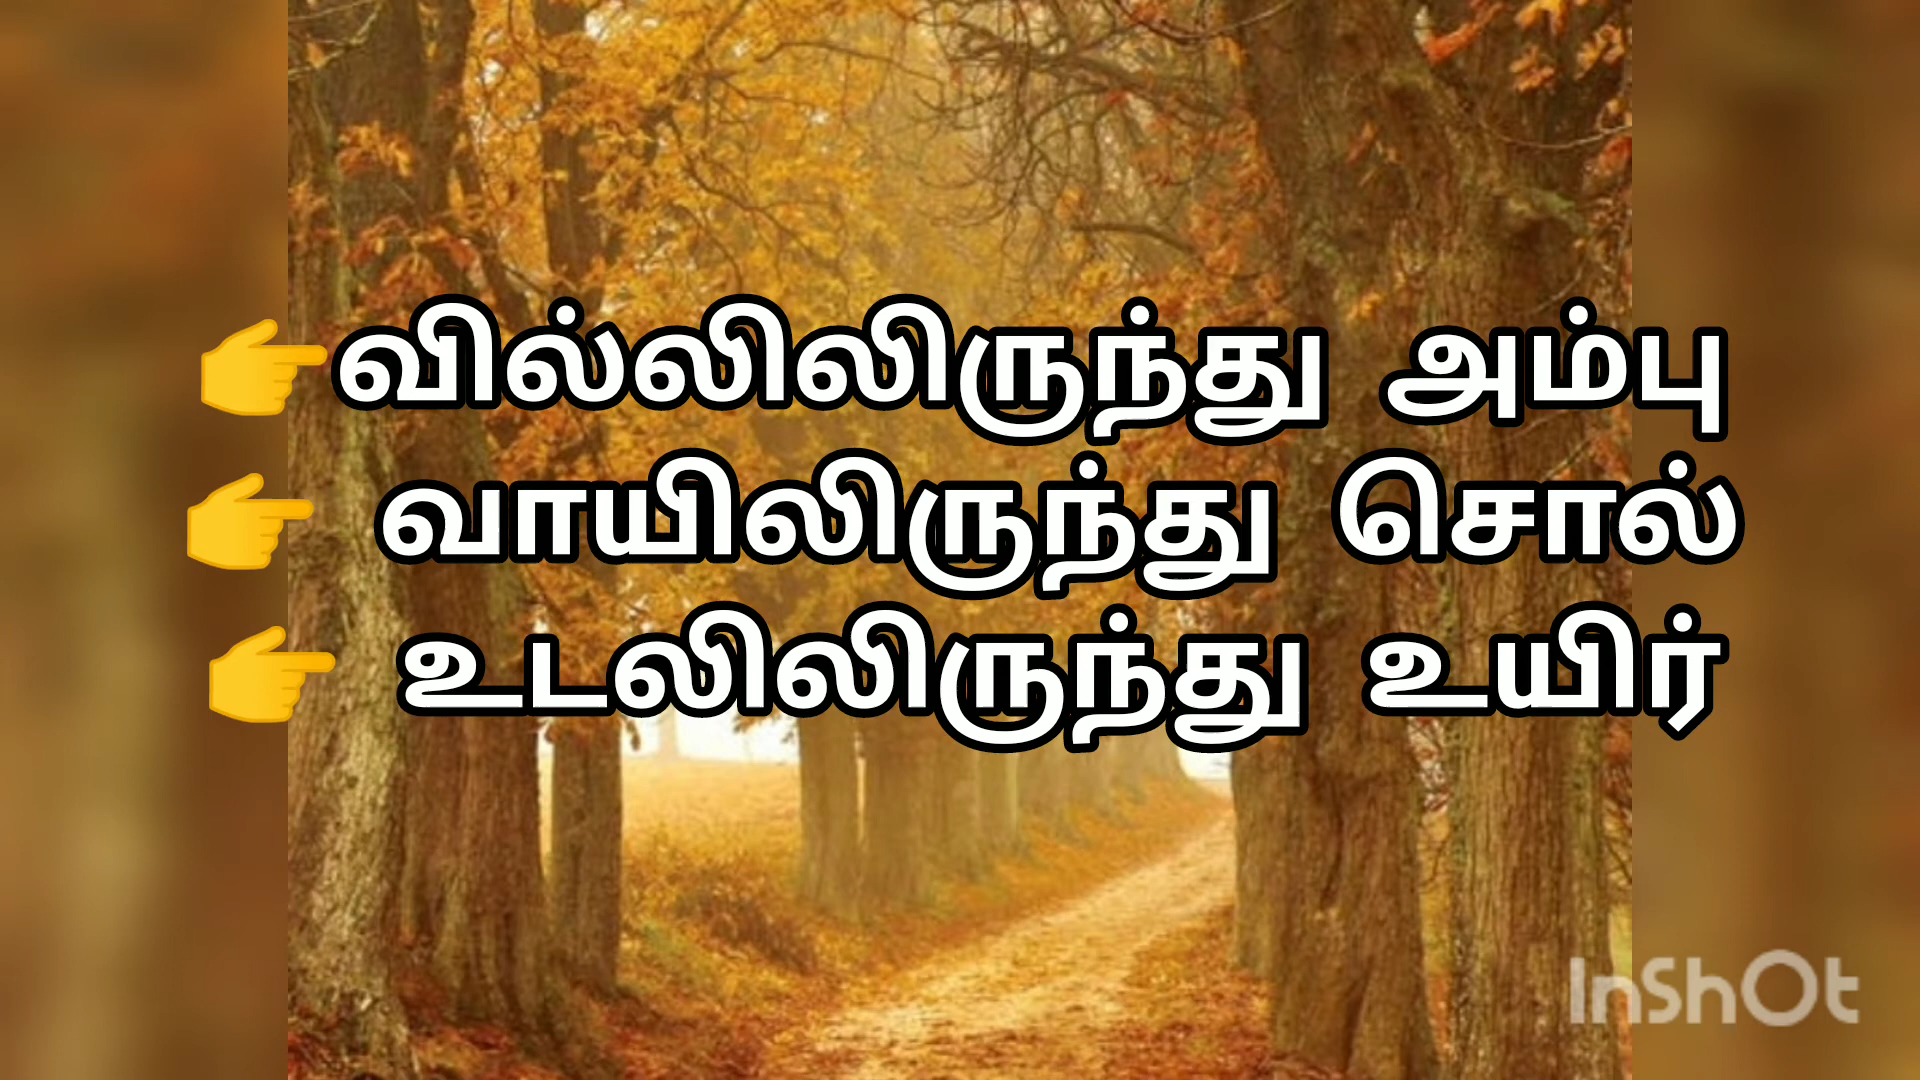 👉வில்லிலிருந்து அம்பு
👉 வாயிலிருந்து சொல்
👉 உடலிலிருந்து உயிர்
InShOt